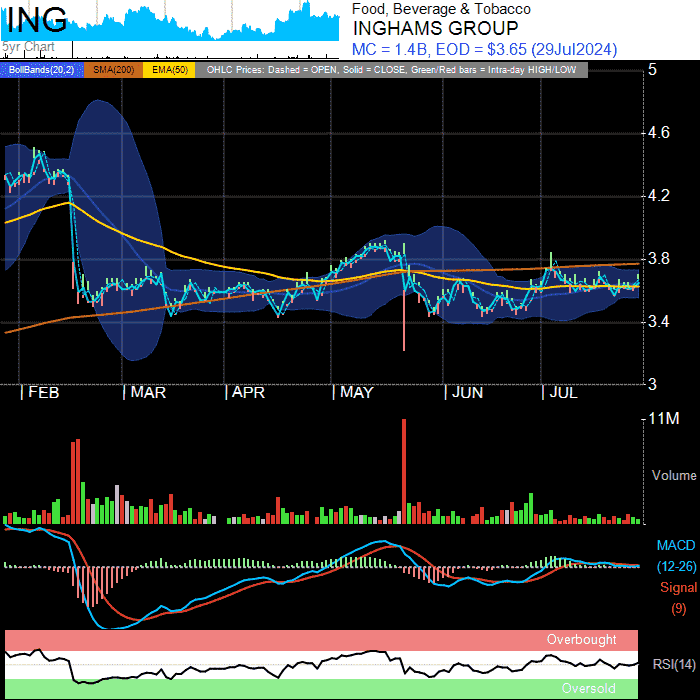 ING
5yr Chart
Food, Beverage & Tobacco
INGHAMS GROUP
MC = 1.4B, EOD = $3.65 (29Jul2024)
BollBands(20,2) SMA(200) EMA(50) OHLC Prices: Dashed = OPEN, Solid = CLOSE, Green/Red bars = Intra-day HIGH/LOW
5
4.6
4.2
3.8
3.4
3
FEB MAR APR MAY JUN JUL
11M
Volume
MACD
(12-26)
Signal
(9)
Overbought
RSI(14)
Oversold